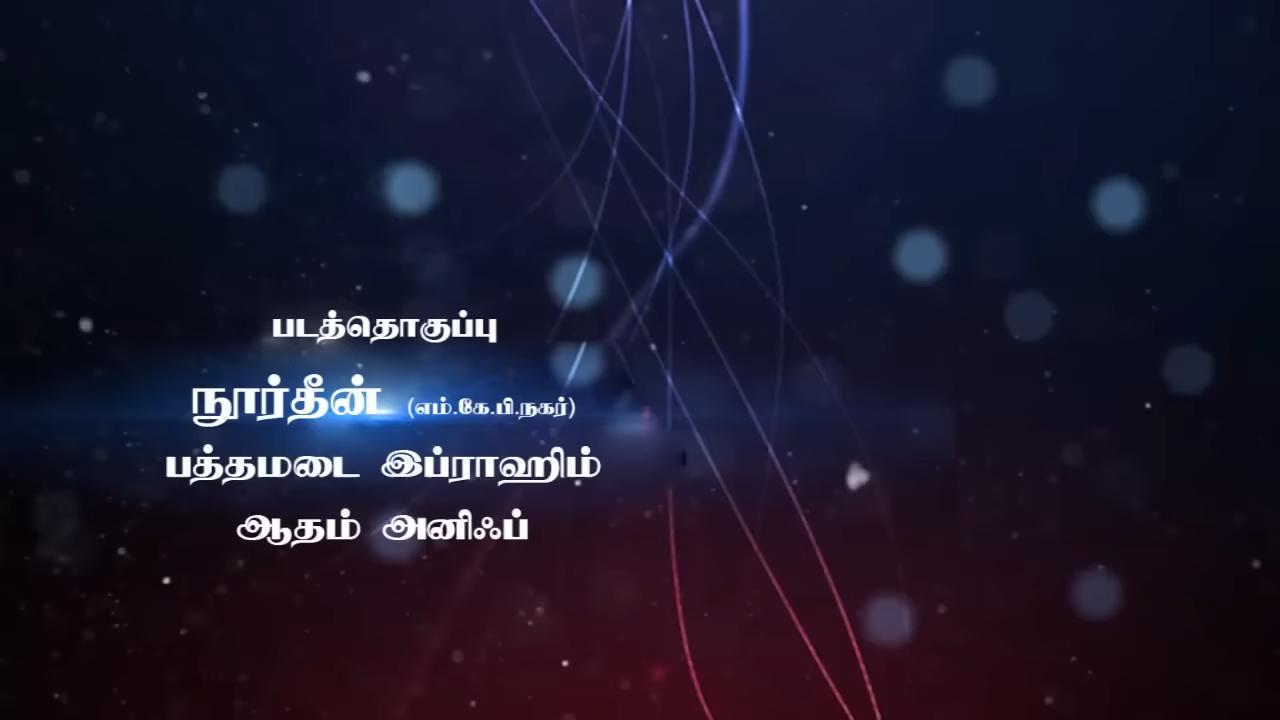 படத்தொகுப்பு
நூர்தீன் (எம்.கே.பி.நகர்)
பத்தமடை இப்ராஹிம்
ஆதம் அனிஃப்